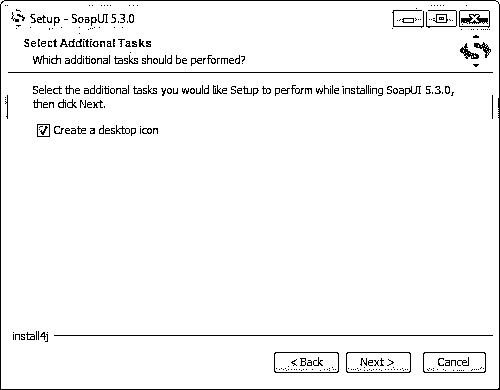 Setup - SoapUI 5.3.0
Select Additional Tasks
Which additional tasks should be performed?
Select the additional tasks you would like Setup to perform while installing SoapUI 5.3.0,
then click Next.
Create a desktop icon
install4j
< Back Next > Cancel